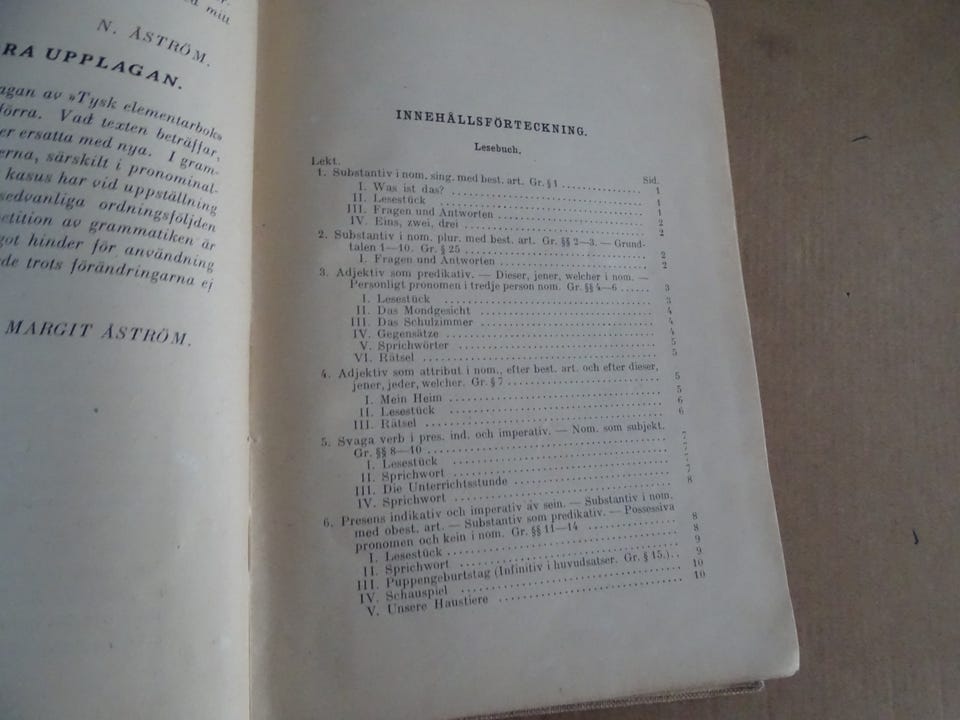 mitt
N. ÅSTRÖM.
RA UPPLAGAN.
agan av »Tysk elementarbok»
förra. Vad texten beträffar,
er ersatta med nya. I gram-
erna, särskilt i pronominal-
kasus har vid uppställning
sedvanliga ordningsföljden
petition av grammatiken är
got hinder för användning
de trots förändringarna ej
MARGIT ÅSTRÖM.
INNEHÅLLSFÖRTECKNING.
Lesebuch.
Lekt. Sid.
1. Substantiv i nom. sing. med best. art. Gr. § 1 1
I. Was ist das? 1
II. Lesestück 1
III. Fragen und Antworten 2
IV. Eins, zwei, drei 2
2. Substantiv i nom. plur. med best. art. Gr. §§ 2—3. — Grund-
talen 1—10. Gr. § 25 2
I. Fragen und Antworten 2
3. Adjektiv som predikativ. — Dieser, jener, welcher i nom. —
Personligt pronomen i tredje person nom. Gr. §§ 4—6 3
I. Lesestück 3
II. Das Mondgesicht 4
III. Das Schulzimmer 4
IV. Gegensätze 4
V. Sprichwörter 5
VI. Rätsel 5
4. Adjektiv som attribut i nom., efter best. art. och efter dieser,
jener, jeder, welcher. Gr. § 7 5
I. Mein Heim 5
II. Lesestück 6
III. Rätsel 6
5. Svaga verb i pres. ind. och imperativ. — Nom. som subjekt.
Gr. §§ 8—10 7
I. Lesestück 7
II. Sprichwort 7
III. Die Unterrichtsstunde 7
IV. Sprichwort 8
6. Presens indikativ och imperativ av sein. — Substantiv i nom.
med obest. art. — Substantiv som predikativ. — Possessiva
pronomen och kein i nom. Gr. §§ 11—14 8
I. Lesestück 8
II. Sprichwort 9
III. Puppengeburtstag (Infinitiv i huvudsatser. Gr. § 15.) 9
IV. Schauspiel 10
V. Unsere Haustiere 10